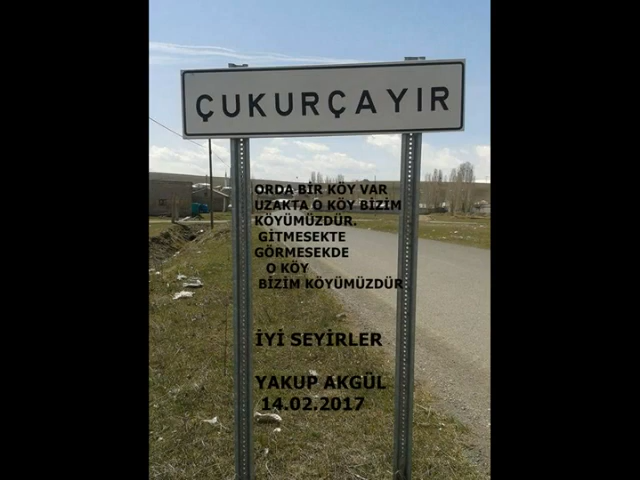 ÇUKURÇAYIR
ORDA BİR KÖY VAR
UZAKTA O KÖY BİZİM
KÖYÜMÜZDÜR.
GİTMESEKTE
GÖRMESEKDE
O KÖY
BİZİM KÖYÜMÜZDÜR
İYİ SEYİRLER
YAKUP AKGÜL
14.02.2017